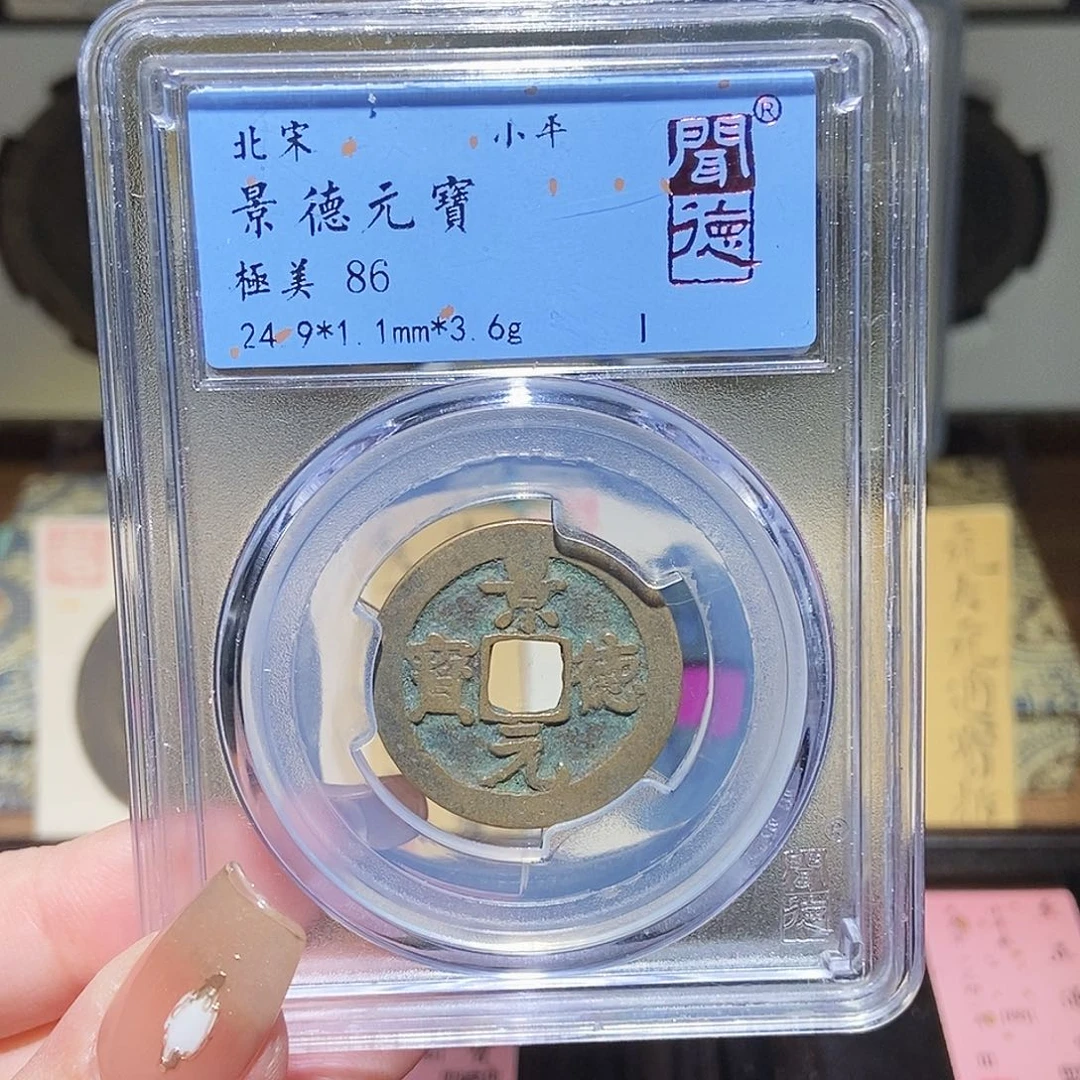 北宋 小平
景德元寶
極美 86
24.9*1.1mm*3.6g
聞德®
景德元寶
聞德